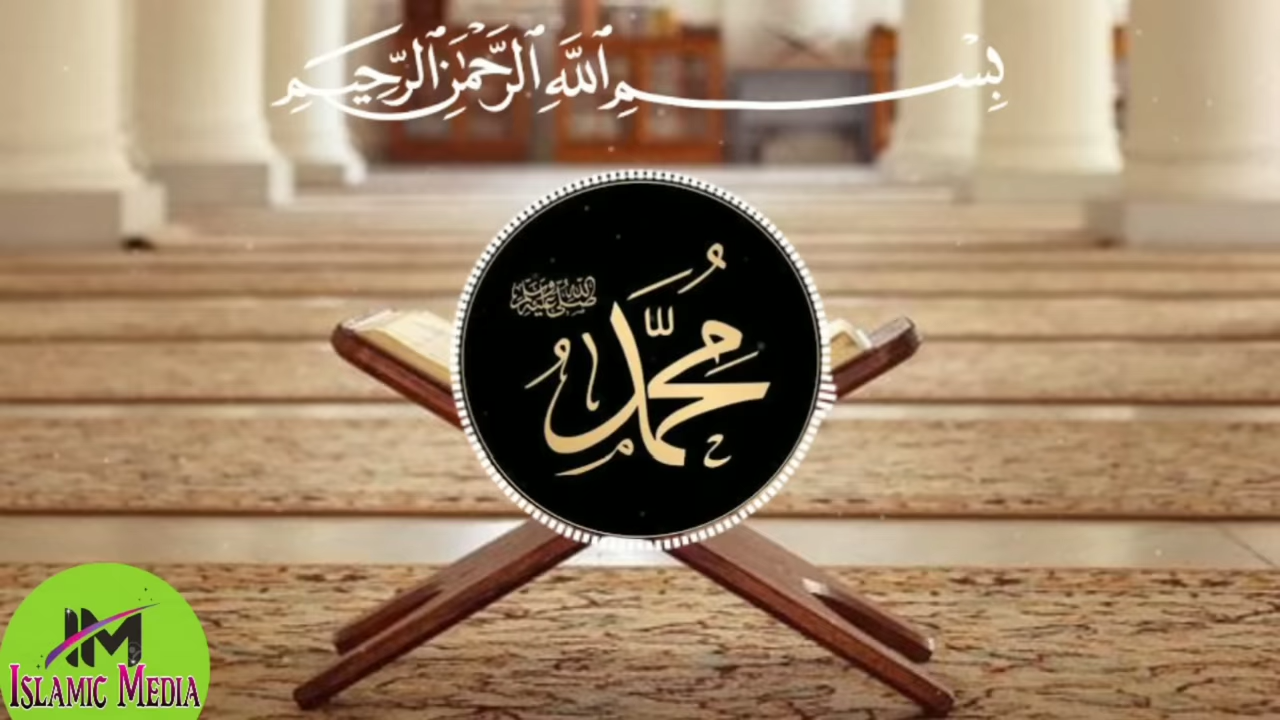 بِسْمِ ٱللَّهِ ٱلرَّحْمَٰنِ ٱلرَّحِيمِ
صلى الله عليه وسلم
مُحَمَّد
IM
ISLAMIC MEDIA